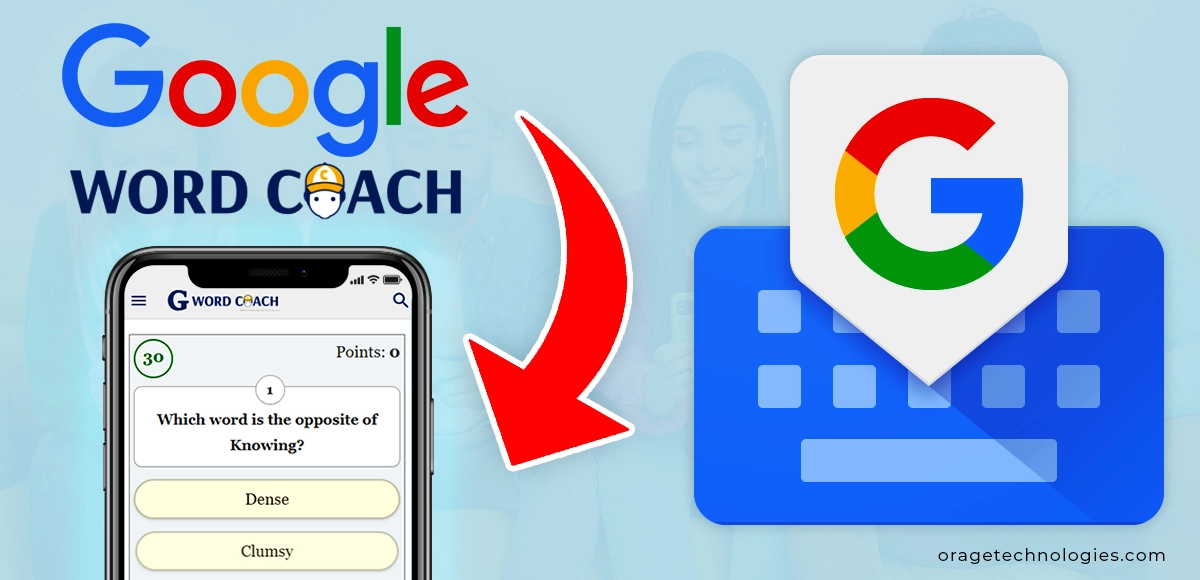 Google
WORD COACH
G WORD COACH
30
Points: 0
1
Which word is the opposite of
Knowing?
Dense
Clumsy
G
oragetechnologies.com